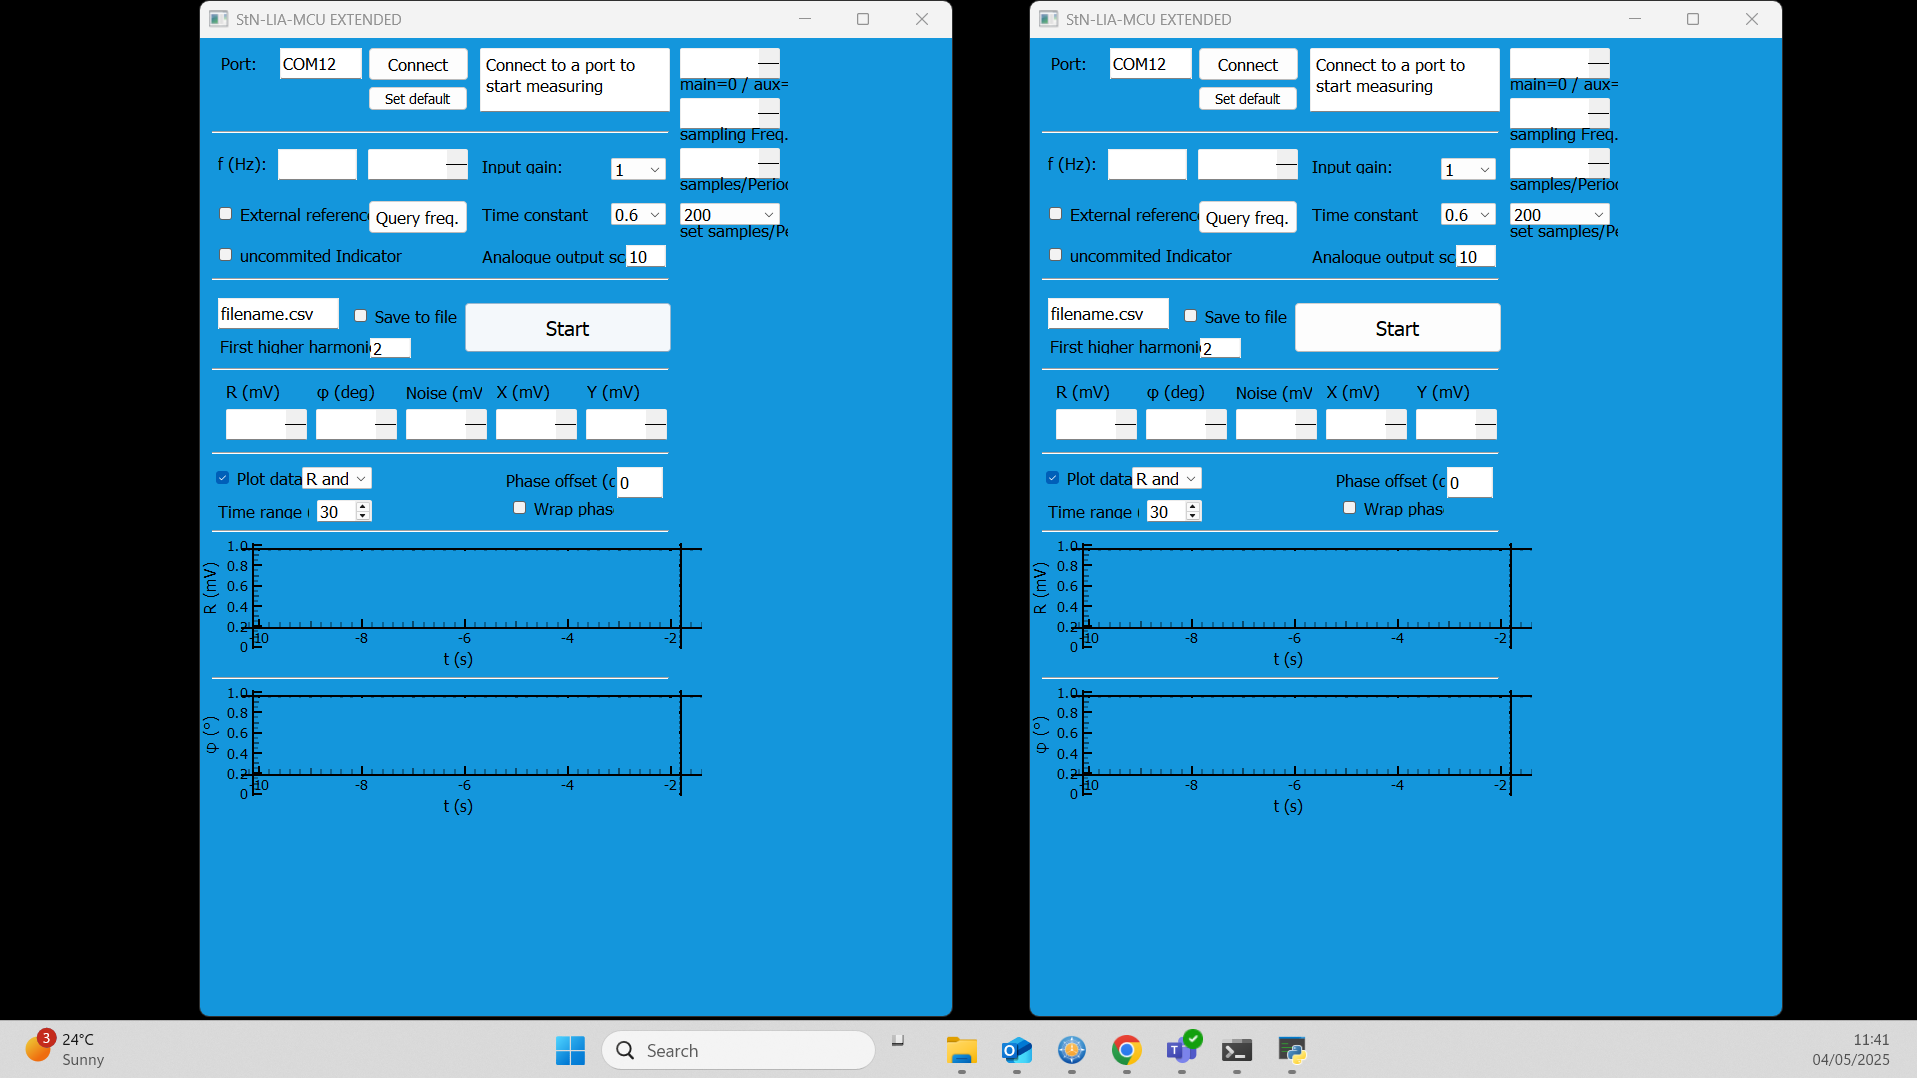 StN-LIA-MCU EXTENDED
Port:
COM12
Connect
Set default
Connect to a port to
start measuring
main=0 / aux=
sampling Freq.
f (Hz):
Input gain:
1
samples/Perioc
External reference
Query freq.
Time constant
0.6
200
set samples/Pe
uncommited Indicator
Analogue output sc
10
filename.csv
Save to file
Start
First higher harmoni
2
R (mV)
φ (deg)
Noise (mV
X (mV)
Y (mV)
Plot data
R and
Phase offset (c
0
Time range (
30
Wrap phase
1.0
0.8
0.6
0.4
0.2
0
R (mV)
-10 -8 -6 -4 -2
t (s)
1.0
0.8
0.6
0.4
0.2
0
φ (°)
-10 -8 -6 -4 -2
t (s)
StN-LIA-MCU EXTENDED
Port:
COM12
Connect
Set default
Connect to a port to
start measuring
main=0 / aux=
sampling Freq.
f (Hz):
Input gain:
1
samples/Perioc
External reference
Query freq.
Time constant
0.6
200
set samples/Pe
uncommited Indicator
Analogue output sc
10
filename.csv
Save to file
Start
First higher harmoni
2
R (mV)
φ (deg)
Noise (mV
X (mV)
Y (mV)
Plot data
R and
Phase offset (c
0
Time range (
30
Wrap phase
1.0
0.8
0.6
0.4
0.2
0
R (mV)
-10 -8 -6 -4 -2
t (s)
1.0
0.8
0.6
0.4
0.2
0
φ (°)
-10 -8 -6 -4 -2
t (s)
3
24°C
Sunny
Search
11:41
04/05/2025